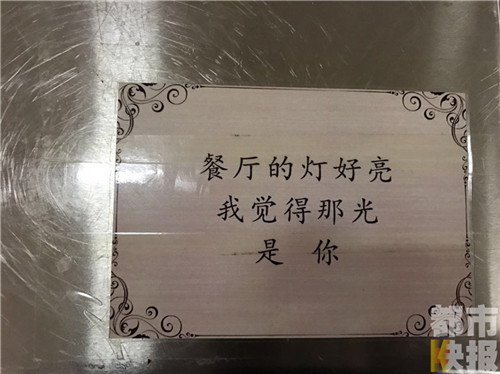 餐厅的灯好亮
我觉得那光
是 你
都市
快报